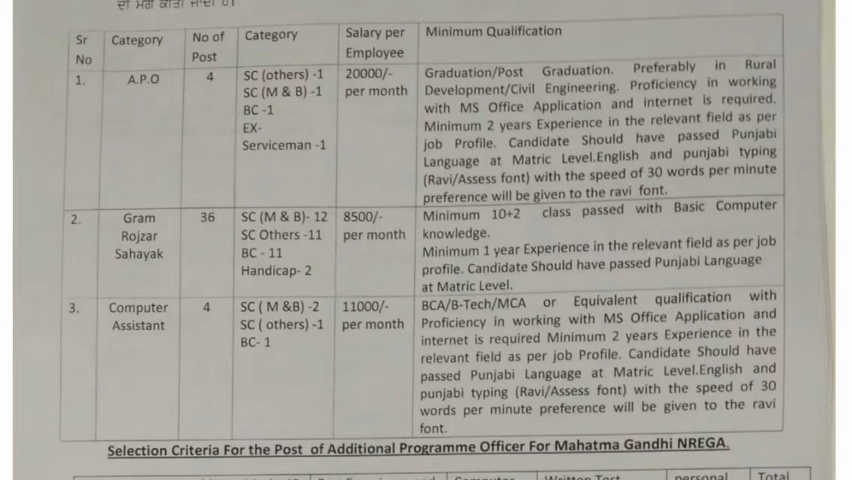 ਦੀ ਮੰਗ ਕੀਤੀ ਜਾਂਦੀ ਹੈ।
Sr No | Category | No of Post | Category | Salary per Employee | Minimum Qualification
1. | A.P.O | 4 | SC (others) -1 | 20000/- per month | Graduation/Post Graduation. Preferably in Rural
SC (M & B) -1 | Development/Civil Engineering. Proficiency in working
BC -1 | with MS Office Application and internet is required.
EX- | Minimum 2 years Experience in the relevant field as per
Serviceman -1 | job Profile. Candidate Should have passed Punjabi
Language at Matric Level.English and punjabi typing
(Ravi/Assess font) with the speed of 30 words per minute
preference will be given to the ravi font.
2. | Gram Rojzar Sahayak | 36 | SC (M & B)- 12 | 8500/- per month | Minimum 10+2 class passed with Basic Computer
SC Others -11 | knowledge.
BC - 11 | Minimum 1 year Experience in the relevant field as per job
Handicap- 2 | profile. Candidate Should have passed Punjabi Language
at Matric Level.
3. | Computer Assistant | 4 | SC ( M &B) -2 | 11000/- per month | BCA/B-Tech/MCA or Equivalent qualification with
SC ( others) -1 | Proficiency in working with MS Office Application and
BC- 1 | internet is required Minimum 2 years Experience in the
relevant field as per job Profile. Candidate Should have
passed Punjabi Language at Matric Level.English and
punjabi typing (Ravi/Assess font) with the speed of 30
words per minute preference will be given to the ravi
font.
Selection Criteria For the Post of Additional Programme Officer For Mahatma Gandhi NREGA.
Written Test | personal | Total